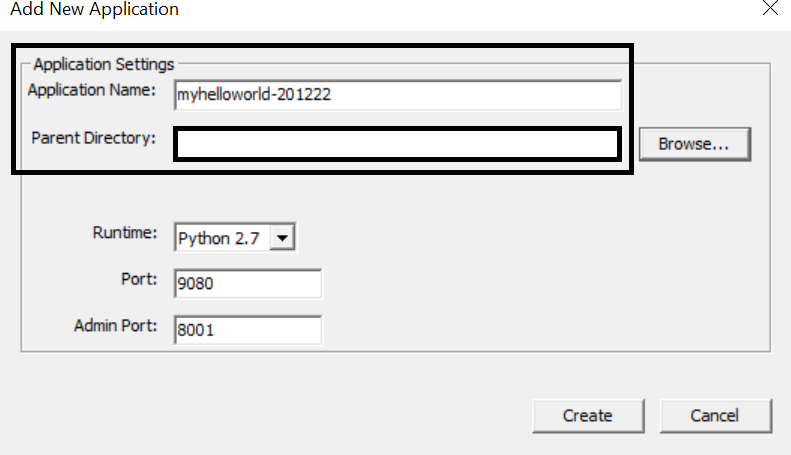 Add New Application
Application Settings
Application Name: myhelloworld-201222
Parent Directory:
Browse...
Runtime: Python 2.7
Port: 9080
Admin Port: 8001
Create Cancel